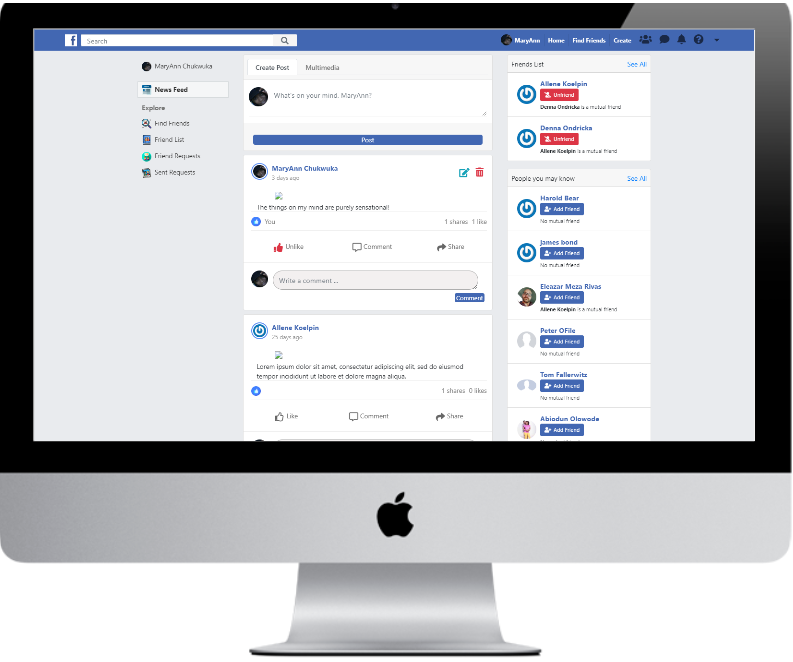 f
Search
MaryAnn Home Find Friends Create
MaryAnn Chukwuka
News Feed
Explore
Find Friends
Friend List
Friend Requests
Sent Requests
Create Post Multimedia
What's on your mind, MaryAnn?
Post
MaryAnn Chukwuka
3 days ago
The things on my mind are purely sensational!
You 1 shares · 1 like
Unlike Comment Share
Write a comment ...
Comment
Allene Koelpin
25 days ago
Lorem ipsum dolor sit amet, consectetur adipiscing elit, sed do eiusmod
tempor incididunt ut labore et dolore magna aliqua.
1 shares 0 likes
Like Comment Share
Friends List See All
Allene Koelpin
Unfriend
Denna Ondricka is a mutual friend
Denna Ondricka
Unfriend
Allene Koelpin is a mutual friend
People you may know See All
Harold Bear
Add Friend
No mutual friend
james bond
Add Friend
No mutual friend
Eleazar Meza Rivas
Add Friend
Allene Koelpin is a mutual friend
Peter OFile
Add Friend
No mutual friend
Tom Fallerwitz
Add Friend
No mutual friend
Abiodun Olowode
Add Friend